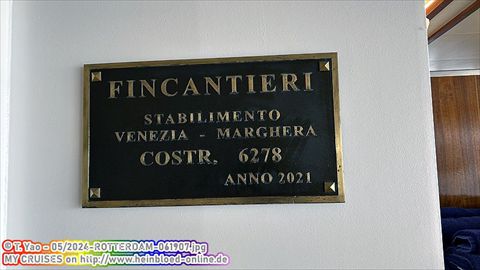 FINCANTIERI
STABILIMENTO
VENEZIA - MARGHERA
COSTR. 6278
ANNO 2021
© T. Yao - 05/2024-ROTTERDAM-061907.jpg
MY CRUISES on http://www.heinbloed-online.de